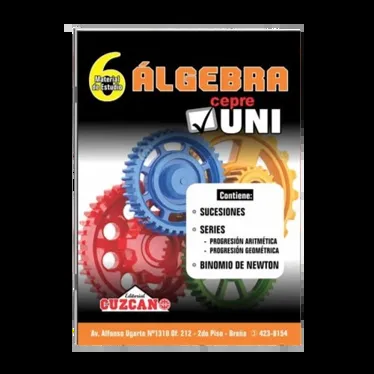 6
Material
de Estudio
ÁLGEBRA
cepre
UNI
Contiene:
SUCESIONES
SERIES
- PROGRESIÓN ARITMÉTICA
- PROGRESIÓN GEOMÉTRICA
BINOMIO DE NEWTON
Editorial
CUZCANO
Av. Alfonso Ugarte Nº1310 Of. 212 - 2do Piso - Breña 423-8154